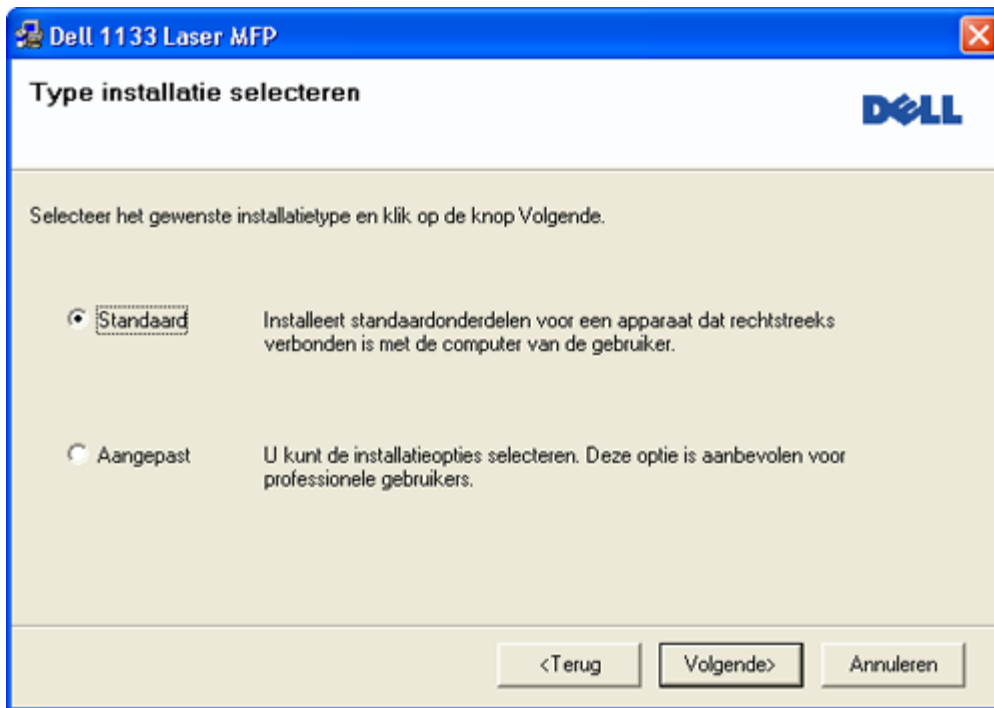 Dell 1133 Laser MFP
Type installatie selecteren
DELL
Selecteer het gewenste installatietype en klik op de knop Volgende.
Standaard
Installeert standaardonderdelen voor een apparaat dat rechtstreeks
verbonden is met de computer van de gebruiker.
Aangepast
U kunt de installatieopties selecteren. Deze optie is aanbevolen voor
professionele gebruikers.
<Terug
Volgende>
Annuleren